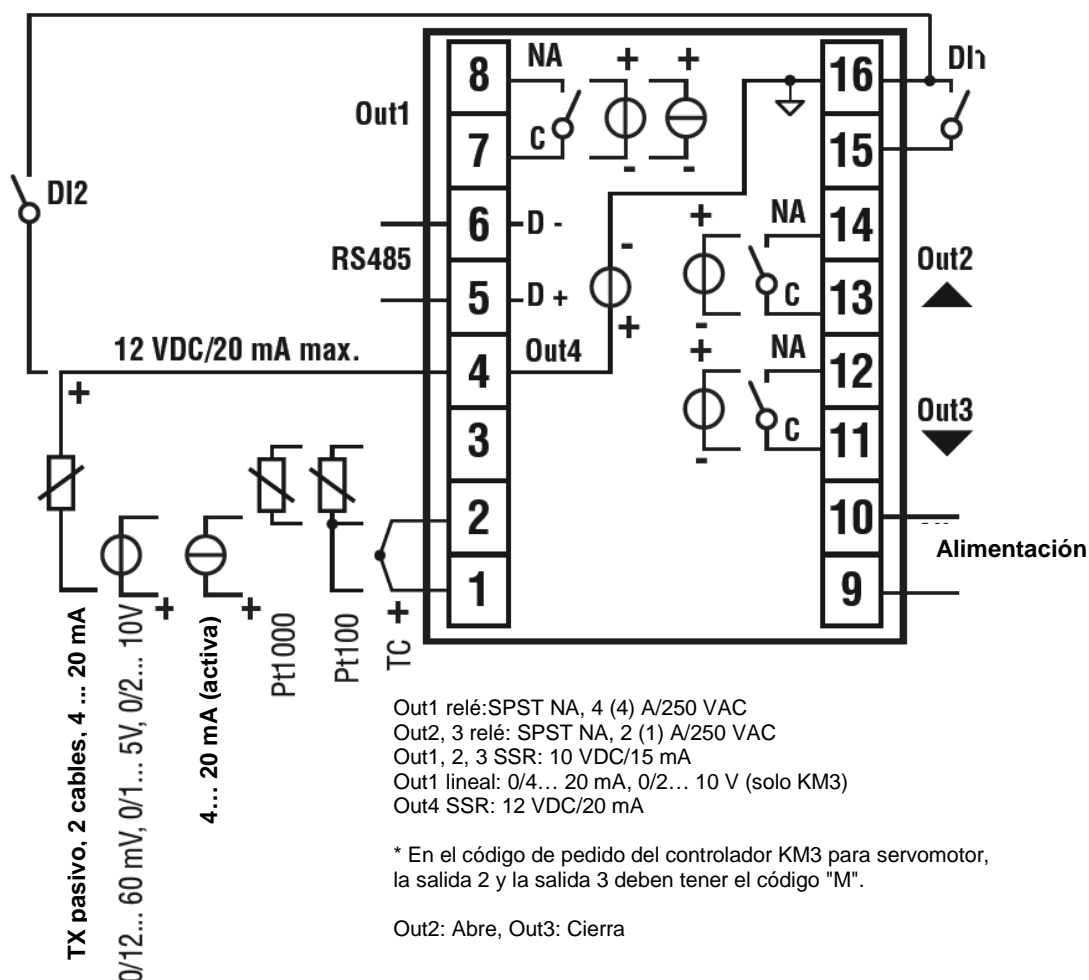 8
NA
+
+
16
DI1
Out1
7
C
-
-
15
DI2
6
D -
RS485
5
D +
-
+
+
NA
14
C
13
-
Out2
12 VDC/20 mA max.
4
Out4
+
NA
12
C
11
-
Out3
+
3
2
10
Alimentación
1
9
TX pasivo, 2 cables, 4 ... 20 mA
0/12... 60 mV, 0/1... 5V, 0/2... 10V
+
4... 20 mA (activa)
+
Pt1000
Pt100
TC
+
Out1 relé:SPST NA, 4 (4) A/250 VAC
Out2, 3 relé: SPST NA, 2 (1) A/250 VAC
Out1, 2, 3 SSR: 10 VDC/15 mA
Out1 lineal: 0/4… 20 mA, 0/2… 10 V (solo KM3)
Out4 SSR: 12 VDC/20 mA
* En el código de pedido del controlador KM3 para servomotor,
la salida 2 y la salida 3 deben tener el código "M".
Out2: Abre, Out3: Cierra